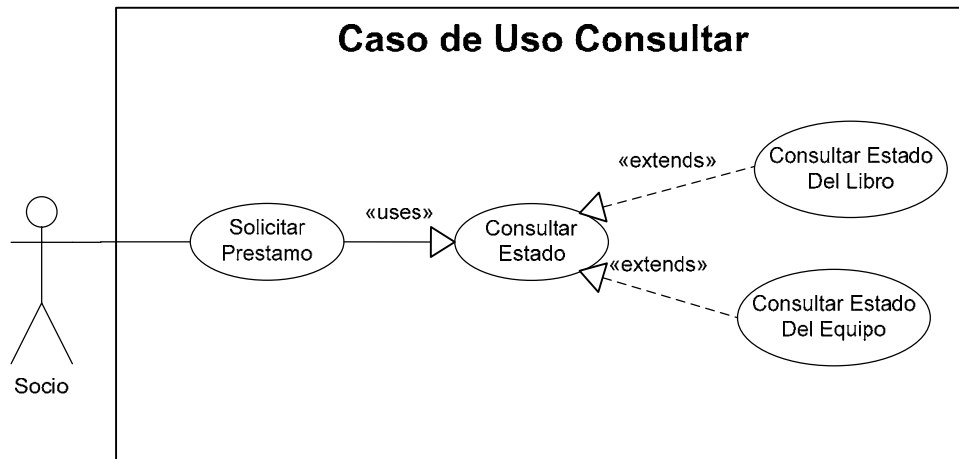 Caso de Uso Consultar
Consultar Estado
Del Libro
«extends»
«uses»
Solicitar
Prestamo
Consultar
Estado
«extends»
Consultar Estado
Del Equipo
Socio